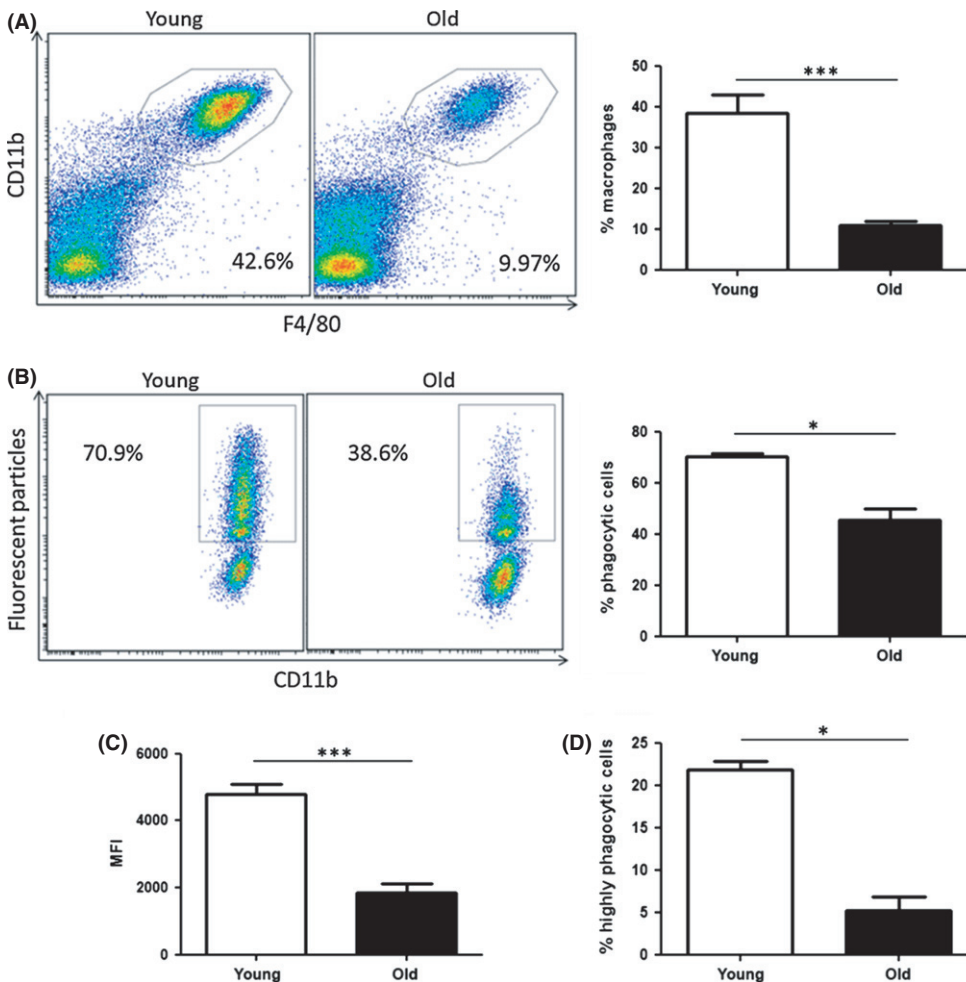 (A)
Young
Old
CD11b
42.6%
9.97%
F4/80
% macrophages
50
40
30
20
10
0
***
Young
Old
(B)
Young
Old
Fluorescent particles
70.9%
38.6%
CD11b
% phagocytic cells
80
60
40
20
0
*
Young
Old
(C)
MFI
6000
4000
2000
0
***
Young
Old
(D)
% highly phagocytic cells
25
20
15
10
5
0
*
Young
Old